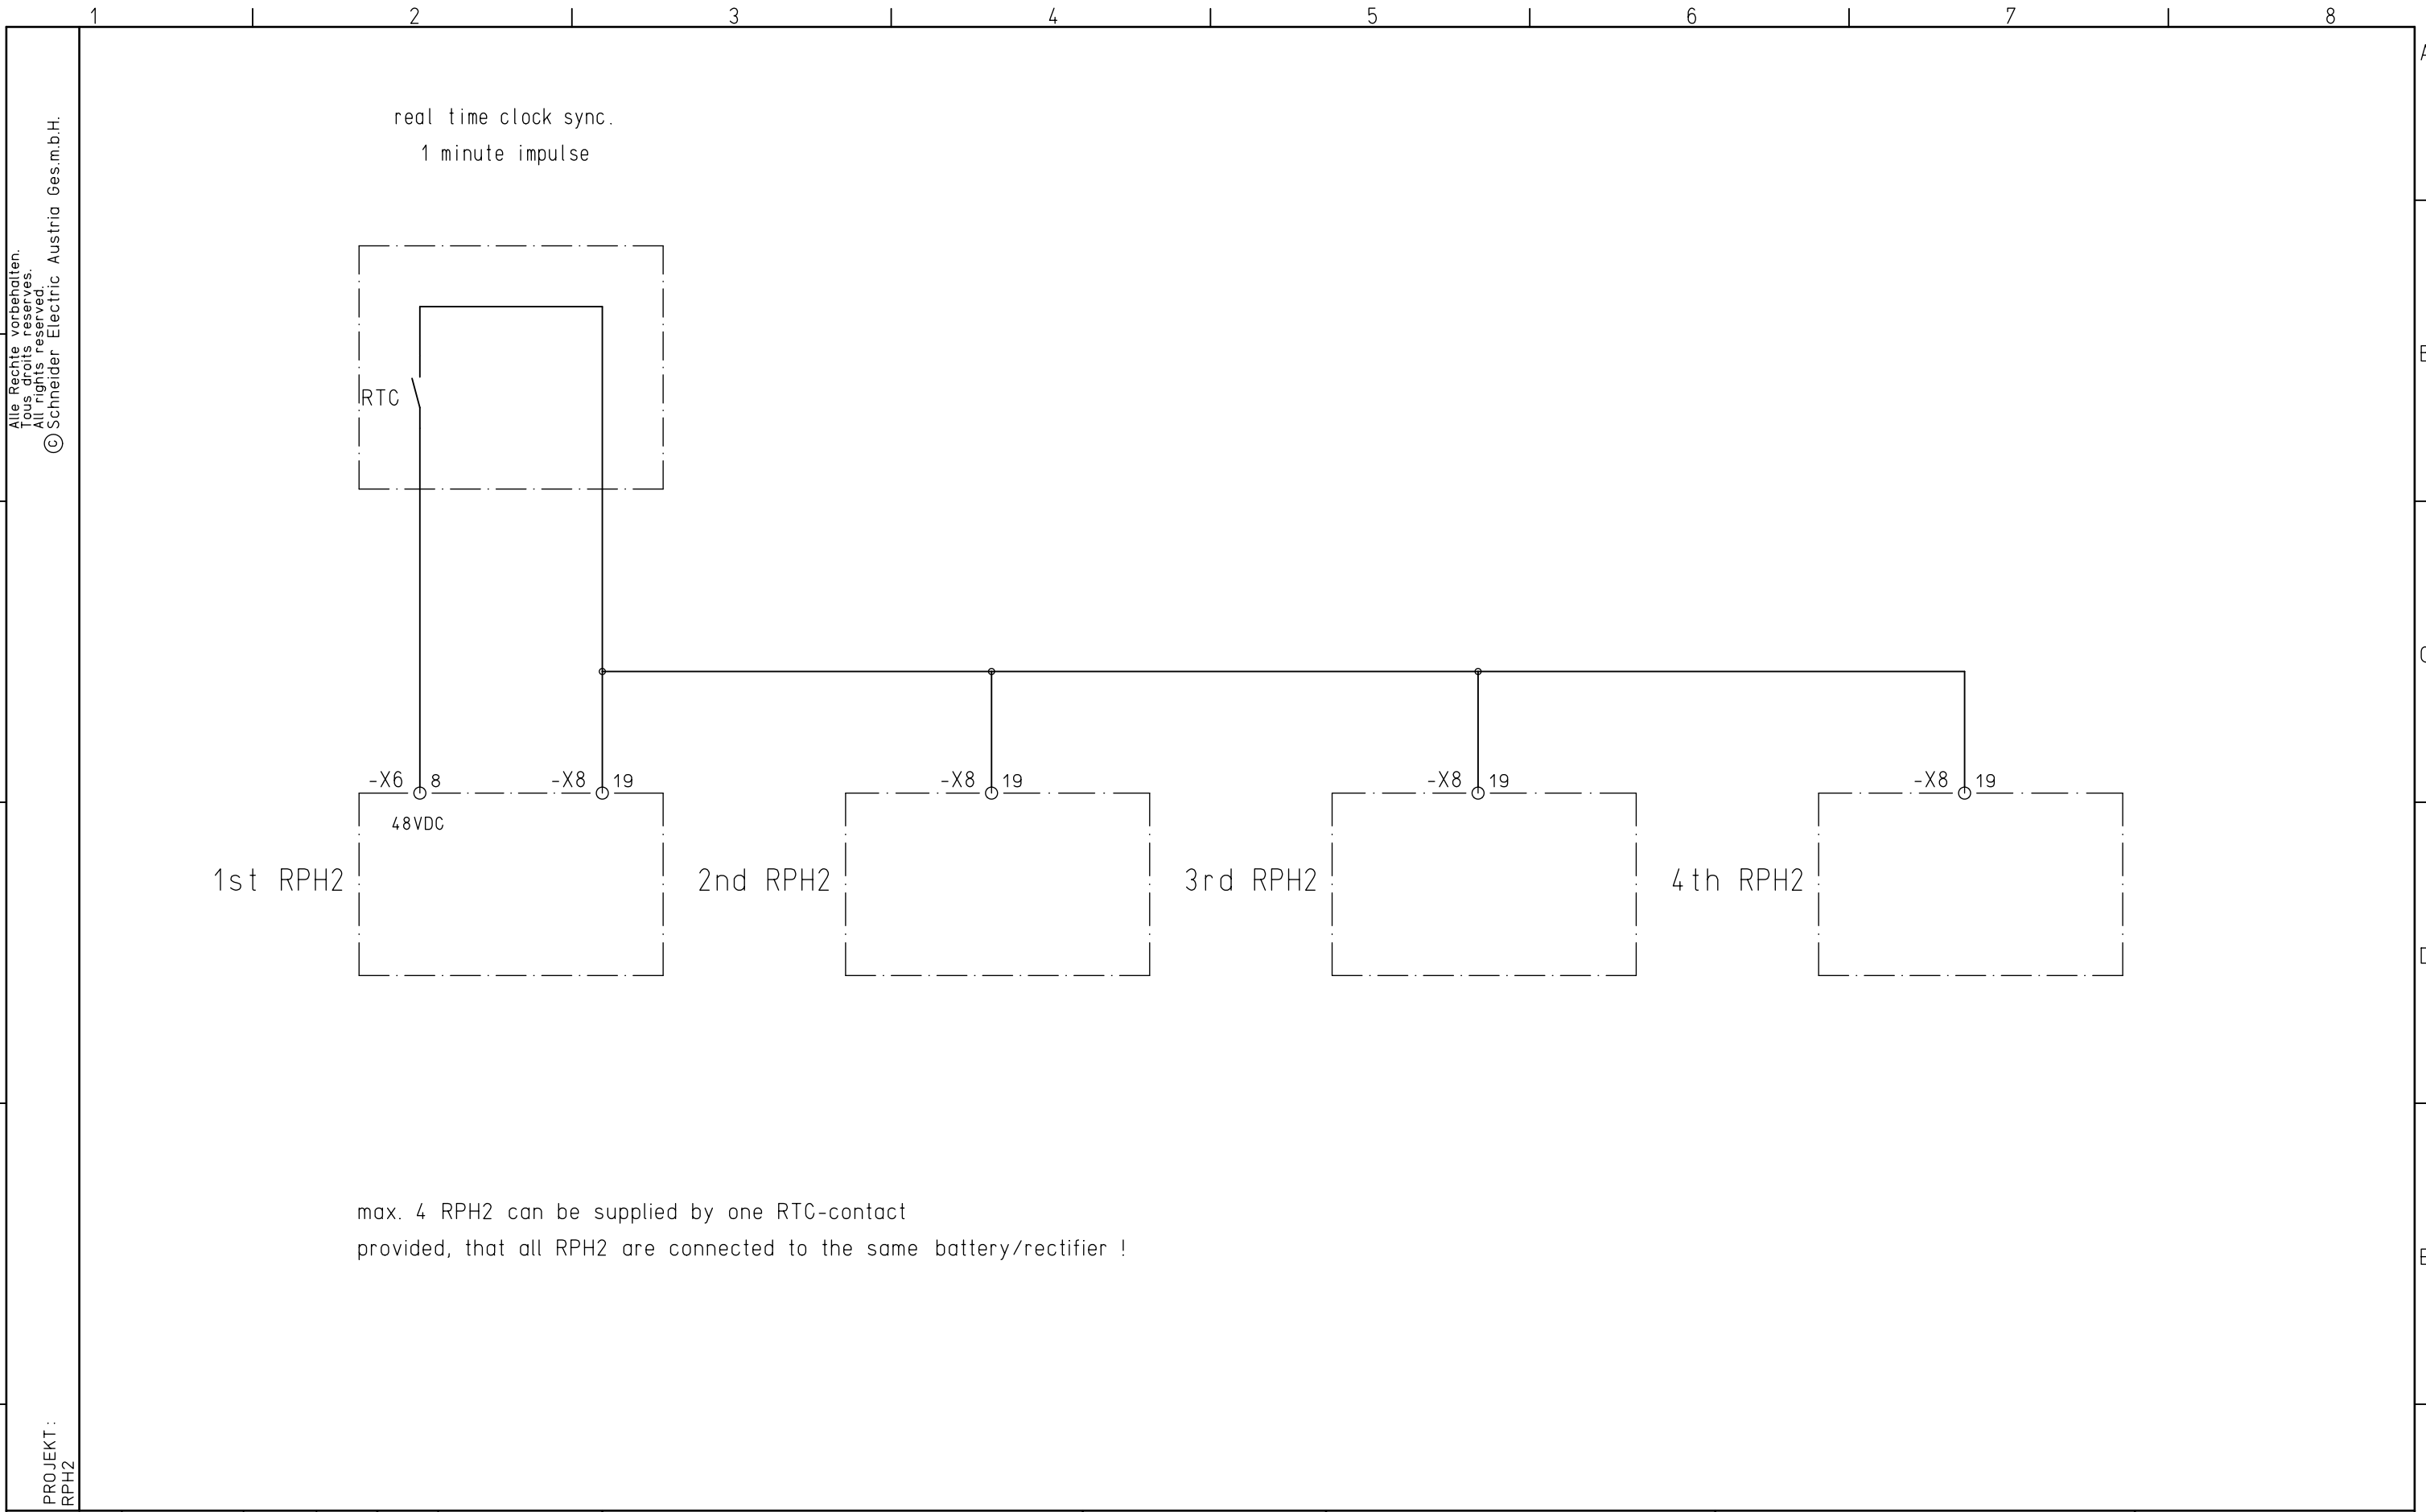 1 2 3 4 5 6 7 8
A
real time clock sync.
1 minute impulse
Alle Rechte vorbehalten.
Tous droits reserves.
All rights reserved.
© Schneider Electric Austria Ges.m.b.H.
B
RTC
C
-X6 8 -X8 19 -X8 19 -X8 19 -X8 19
48VDC
1st RPH2 2nd RPH2 3rd RPH2 4th RPH2
D
max. 4 RPH2 can be supplied by one RTC-contact
provided, that all RPH2 are connected to the same battery/rectifier !
E
PROJEKT:
RPH2